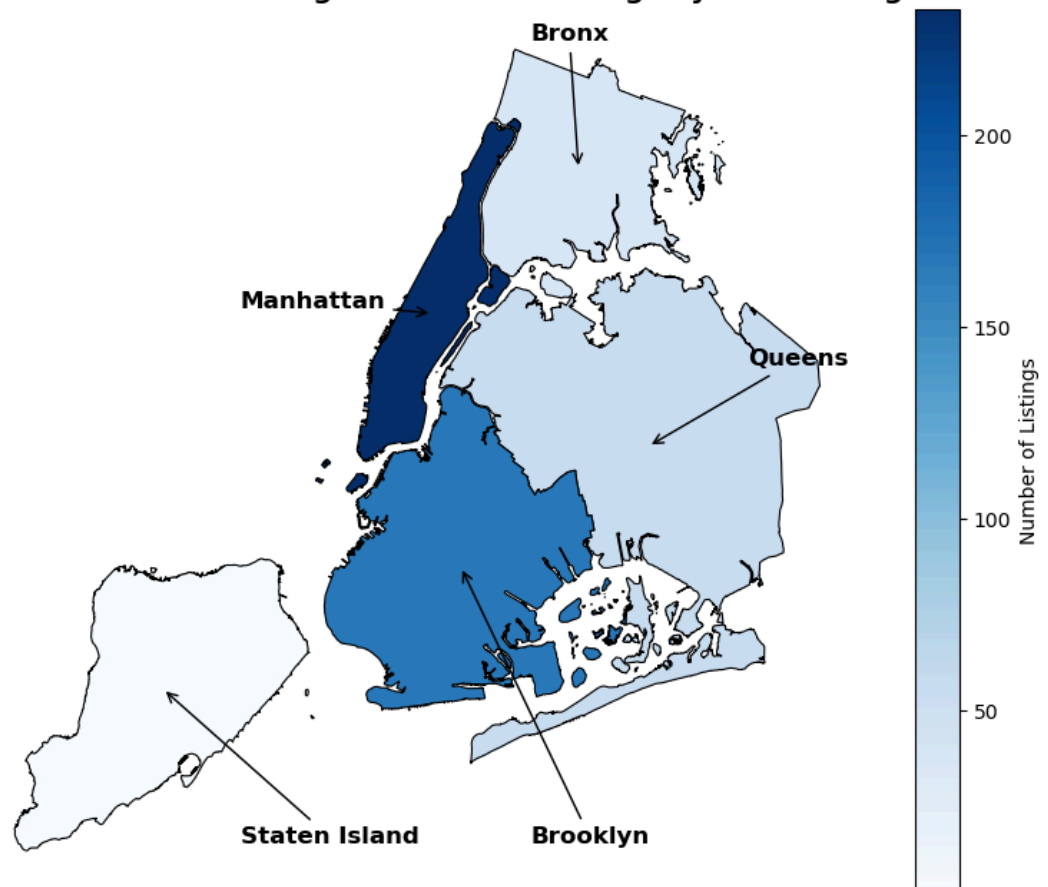 Bronx
200
Manhattan
150
Queens
Number of Listings
100
50
Staten Island
Brooklyn